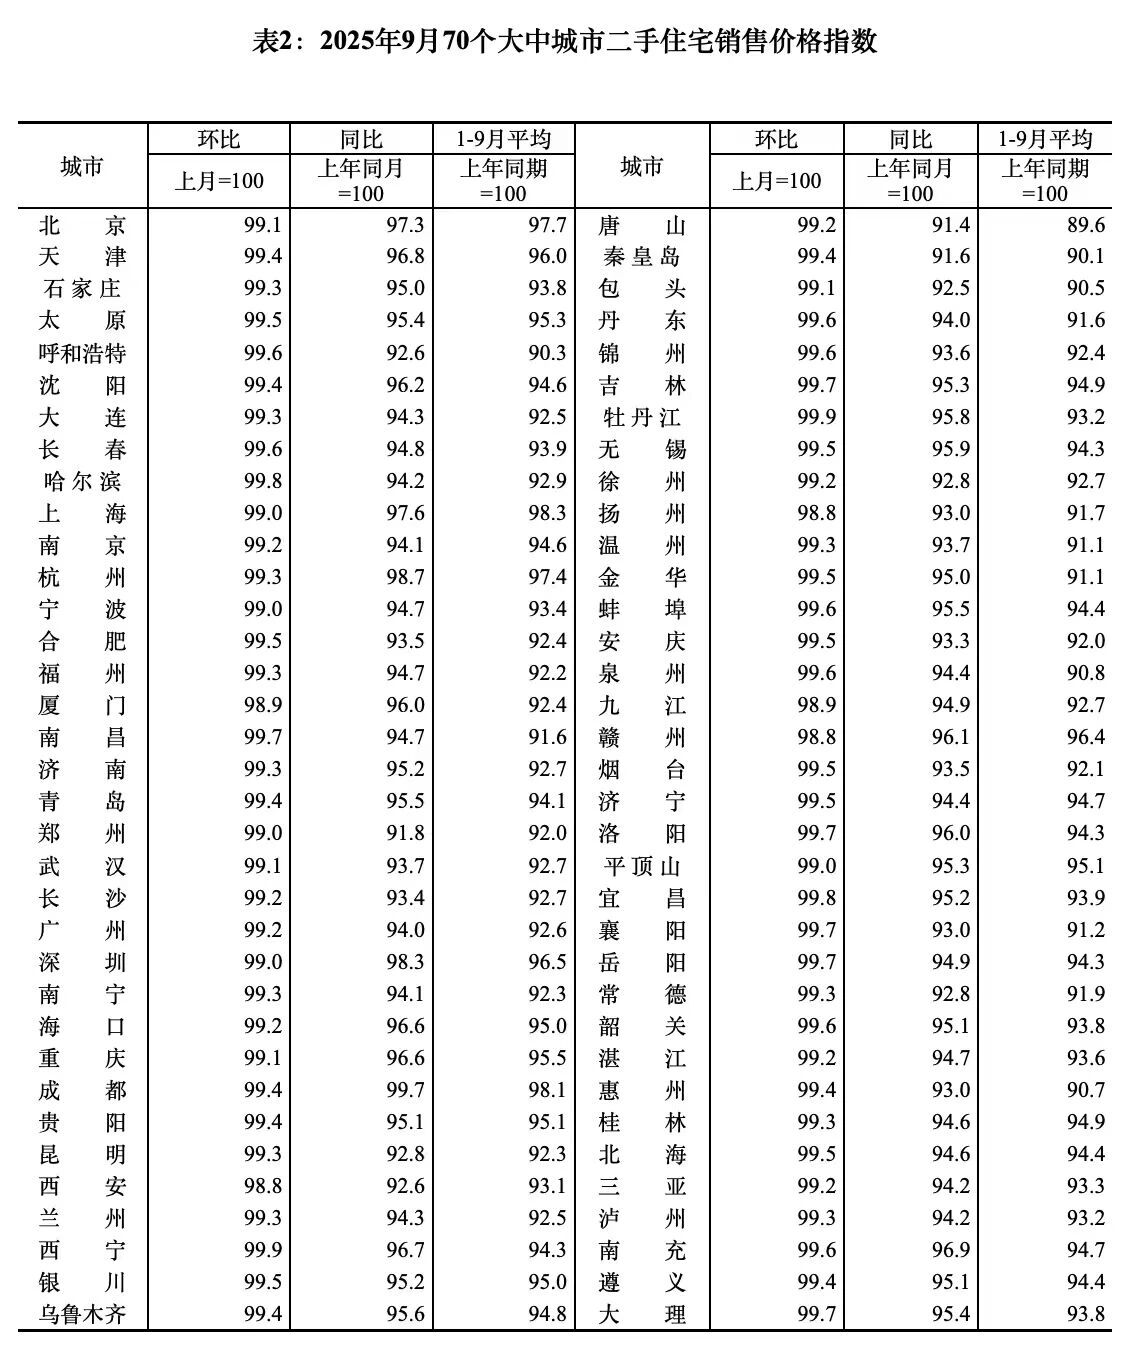 表2：2025年9月70个大中城市二手住宅销售价格指数
城市 环比 同比 1-9月平均 城市 环比 同比 1-9月平均
上月=100 上年同月=100 上年同期=100 上月=100 上年同月=100 上年同期=100
北京 99.1 97.3 97.7 唐山 99.2 91.4 89.6
天津 99.4 96.8 96.0 秦皇岛 99.4 91.6 90.1
石家庄 99.3 95.0 93.8 包头 99.1 92.5 90.5
太原 99.5 95.4 95.3 丹东 99.6 94.0 91.6
呼和浩特 99.6 92.6 90.3 锦州 99.6 93.6 92.4
沈阳 99.4 96.2 94.6 吉林 99.7 95.3 94.9
大连 99.3 94.3 92.5 牡丹江 99.9 95.8 93.2
长春 99.6 94.8 93.9 无锡 99.5 95.9 94.3
哈尔滨 99.8 94.2 92.9 徐州 99.2 92.8 92.7
上海 99.0 97.6 98.3 扬州 98.8 93.0 91.7
南京 99.2 94.1 94.6 温州 99.3 93.7 91.1
杭州 99.3 98.7 97.4 金华 99.5 95.0 91.1
宁波 99.0 94.7 93.4 蚌埠 99.6 95.5 94.4
合肥 99.5 93.5 92.4 安庆 99.5 93.3 92.0
福州 99.3 94.7 92.2 泉州 99.6 94.4 90.8
厦门 98.9 96.0 92.4 九江 98.9 94.9 92.7
南昌 99.7 94.7 91.6 赣州 98.8 96.1 96.4
济南 99.3 95.2 92.7 烟台 99.5 93.5 92.1
青岛 99.4 95.5 94.1 济宁 99.5 94.4 94.7
郑州 99.0 91.8 92.0 洛阳 99.7 96.0 94.3
武汉 99.1 93.7 92.7 平顶山 99.0 95.3 95.1
长沙 99.2 93.4 92.7 宜昌 99.8 95.2 93.9
广州 99.2 94.0 92.6 襄阳 99.7 93.0 91.2
深圳 99.0 98.3 96.5 岳阳 99.7 94.9 94.3
南宁 99.3 94.1 92.3 常德 99.3 92.8 91.9
海口 99.2 96.6 95.0 韶关 99.6 95.1 93.8
重庆 99.1 96.6 95.5 湛江 99.2 94.7 93.6
成都 99.4 99.7 98.1 惠州 99.4 93.0 90.7
贵阳 99.4 95.1 95.1 桂林 99.3 94.6 94.9
昆明 99.3 92.8 92.3 北海 99.5 94.6 94.4
西安 98.8 92.6 93.1 三亚 99.2 94.2 93.3
兰州 99.3 94.3 92.5 泸州 99.3 94.2 93.2
西宁 99.9 96.7 94.3 南充 99.6 96.9 94.7
银川 99.5 95.2 95.0 遵义 99.4 95.1 94.4
乌鲁木齐 99.4 95.6 94.8 大理 99.7 95.4 93.8